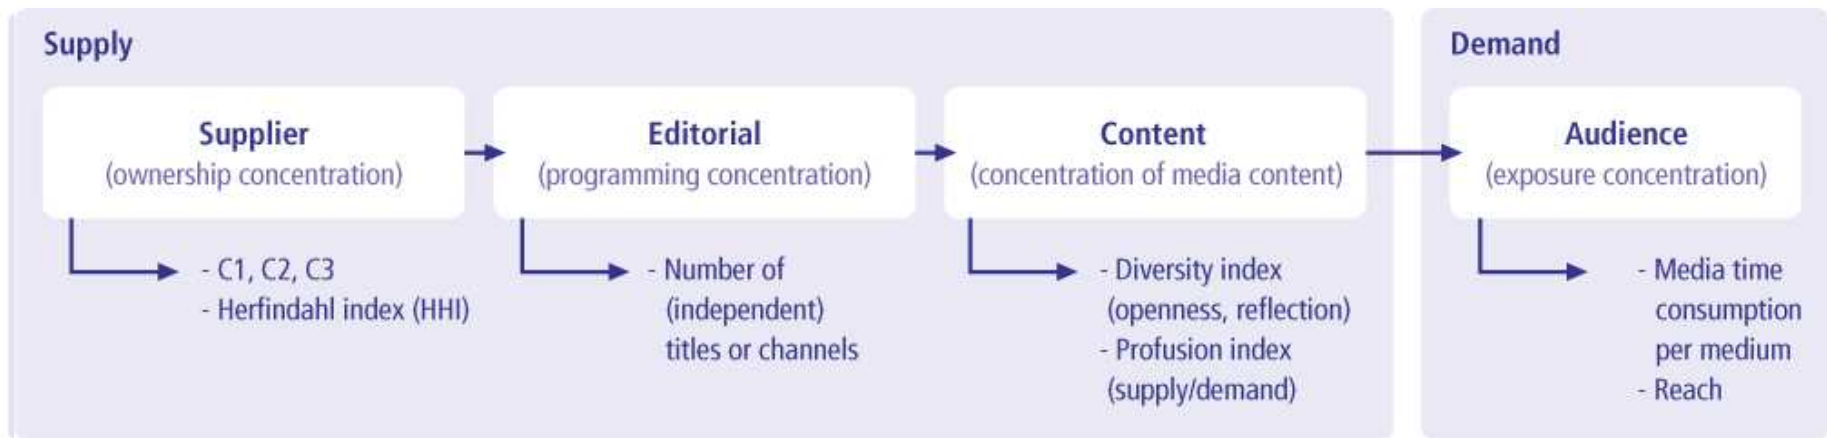 Supply
Supplier
(ownership concentration)
- C1, C2, C3
- Herfindahl index (HHI)
Editorial
(programming concentration)
- Number of
(independent)
titles or channels
Content
(concentration of media content)
- Diversity index
(openness, reflection)
- Profusion index
(supply/demand)
Demand
Audience
(exposure concentration)
- Media time
consumption
per medium
- Reach